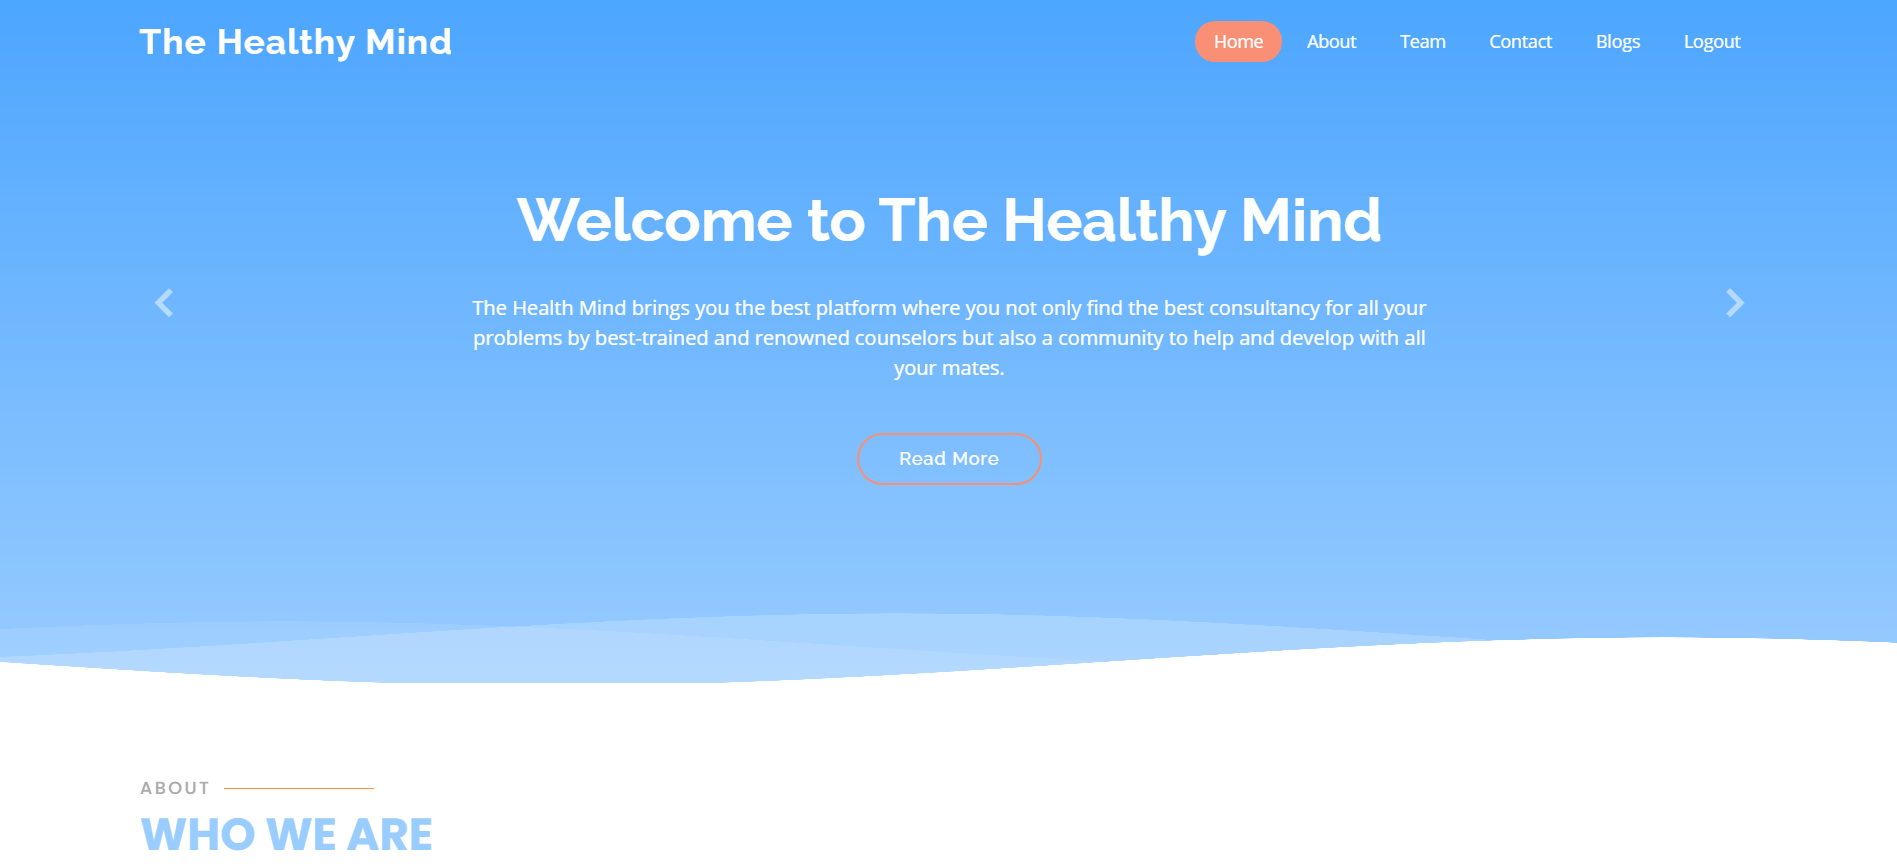 The Healthy Mind
Home About Team Contact Blogs Logout
Welcome to The Healthy Mind
The Health Mind brings you the best platform where you not only find the best consultancy for all your
problems by best-trained and renowned counselors but also a community to help and develop with all
your mates.
Read More
ABOUT
WHO WE ARE